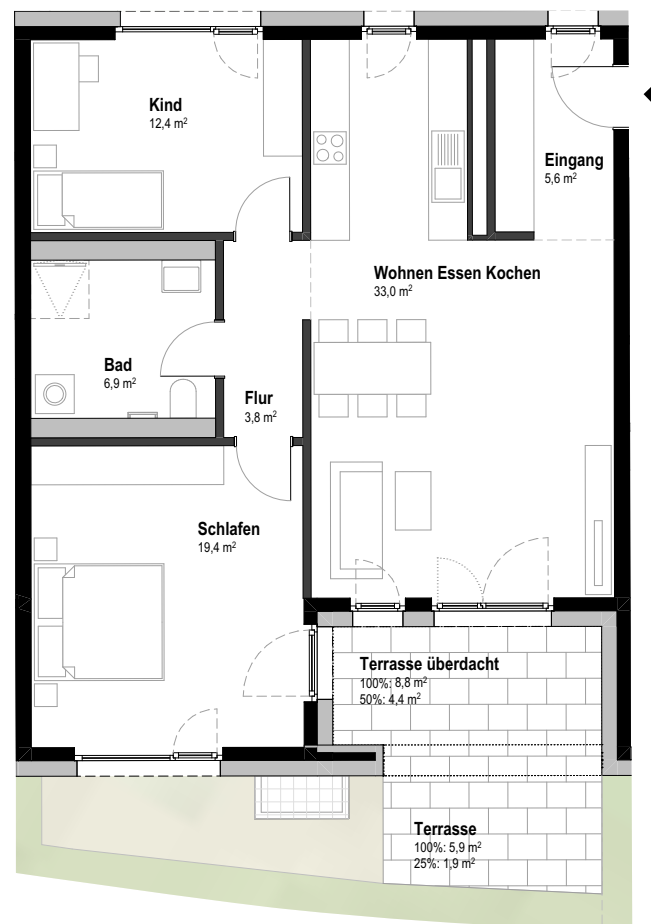 Kind
12,4 m²
Eingang
5,6 m²
Wohnen Essen Kochen
33,0 m²
Bad
6,9 m²
Flur
3,8 m²
Schlafen
19,4 m²
Terrasse überdacht
100%: 8,8 m²
50%: 4,4 m²
Terrasse
100%: 5,9 m²
25%: 1,9 m²